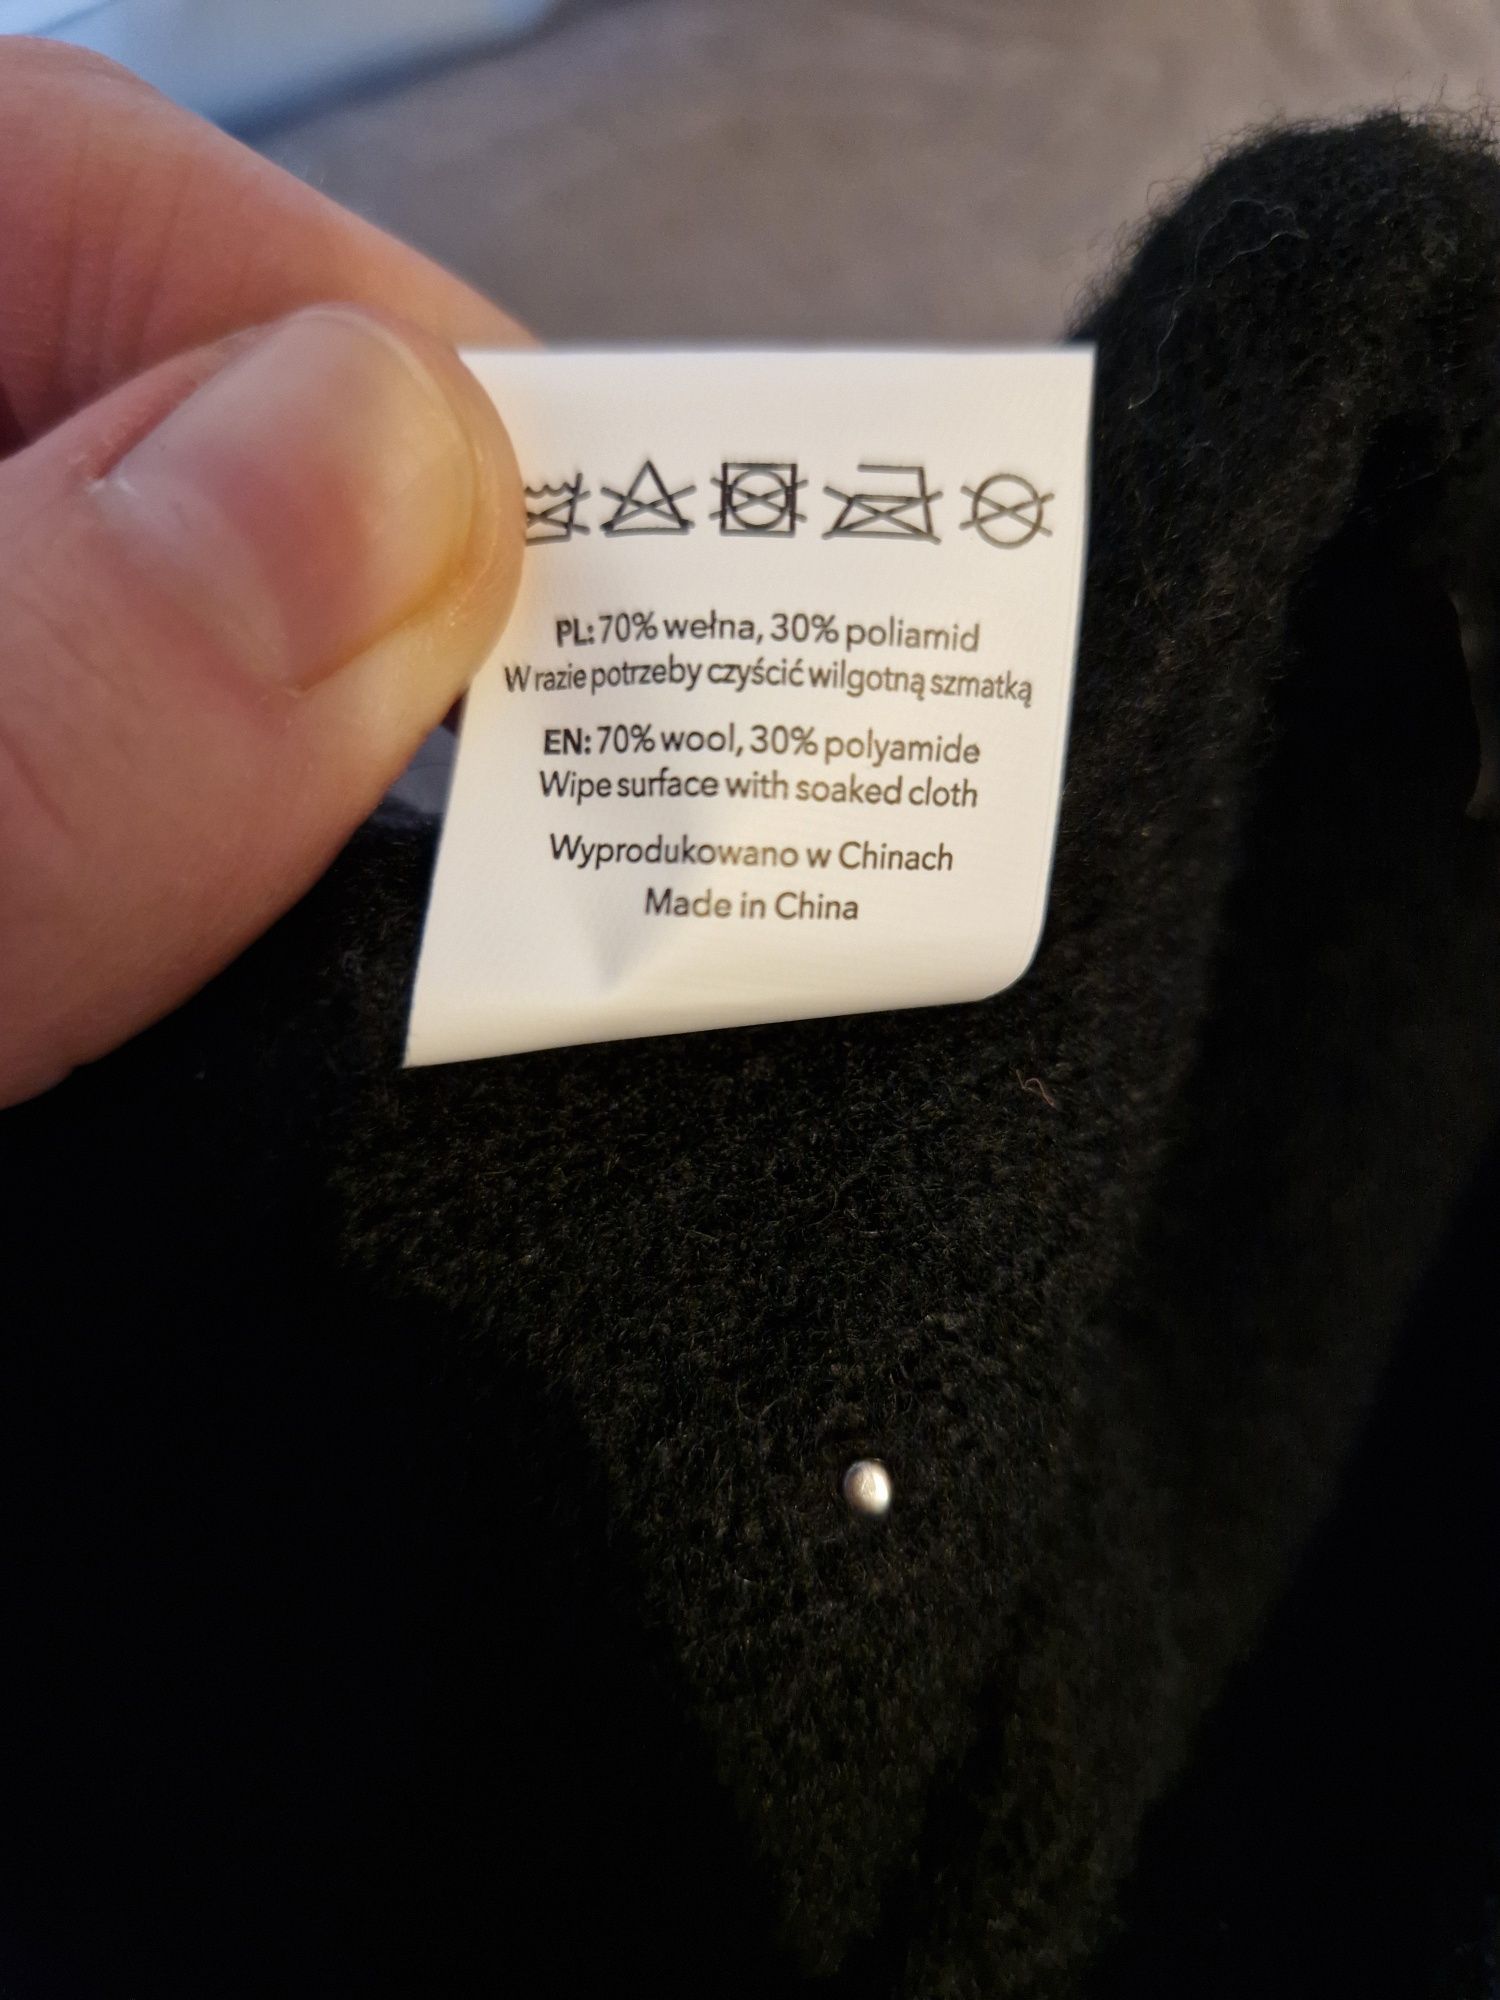 PL: 70% wełna, 30% poliamid
W razie potrzeby czyścić wilgotną szmatką
EN: 70% wool, 30% polyamide
Wipe surface with soaked cloth
Wyprodukowano w Chinach
Made in China